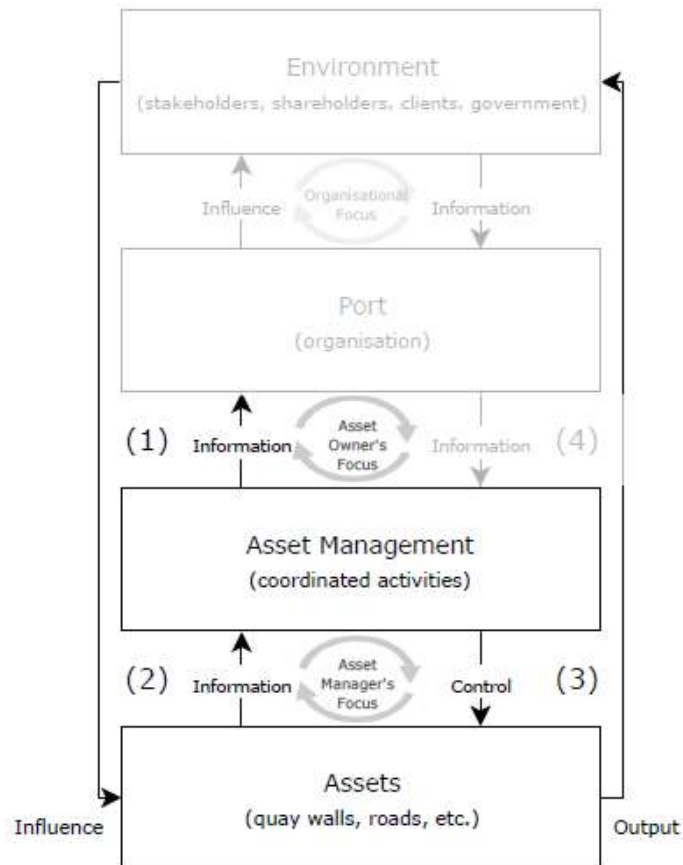 Environment
(stakeholders, shareholders, clients, government)
Influence
Organisational
Focus
Information
Port
(organisation)
(1)
Information
Asset
Owner's
Focus
Information
(4)
Asset Management
(coordinated activities)
(2)
Information
Asset
Manager's
Focus
Control
(3)
Assets
(quay walls, roads, etc.)
Influence
Output